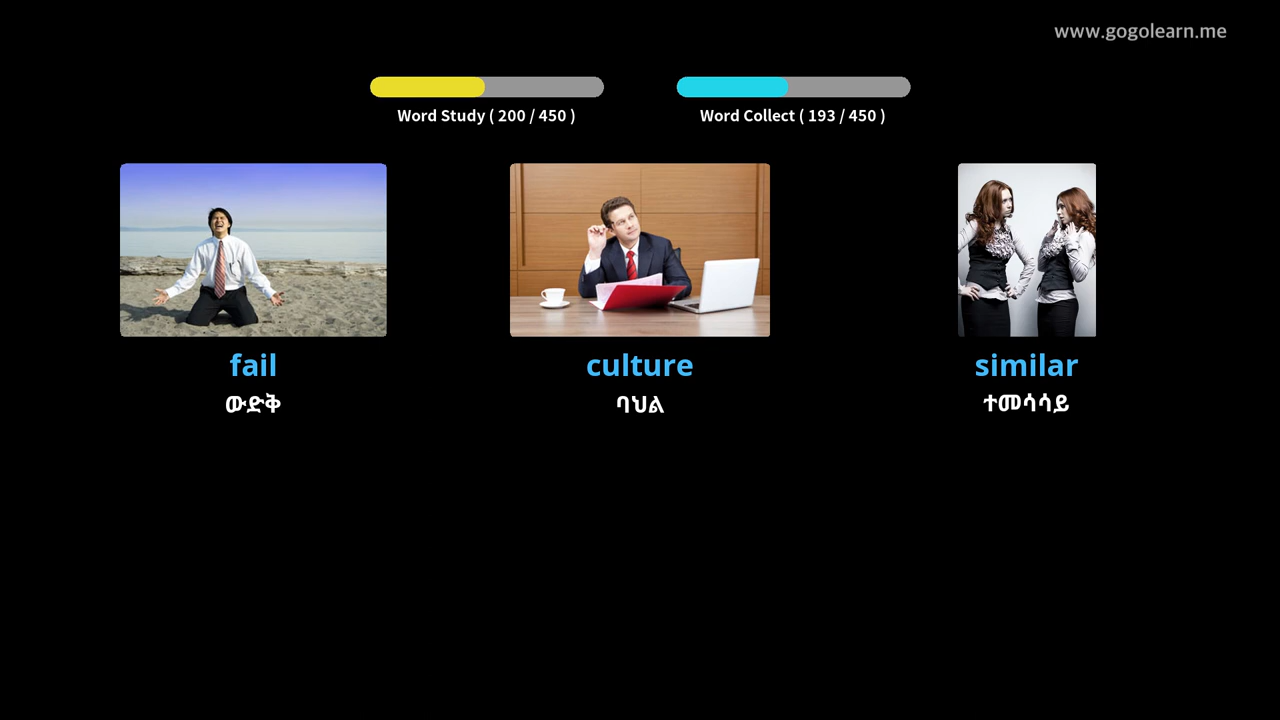 www.gogolearn.me
Word Study ( 200 / 450 )
Word Collect ( 193 / 450 )
fail
culture
similar
ውድቅ
ባህል
ተመሳሳይ